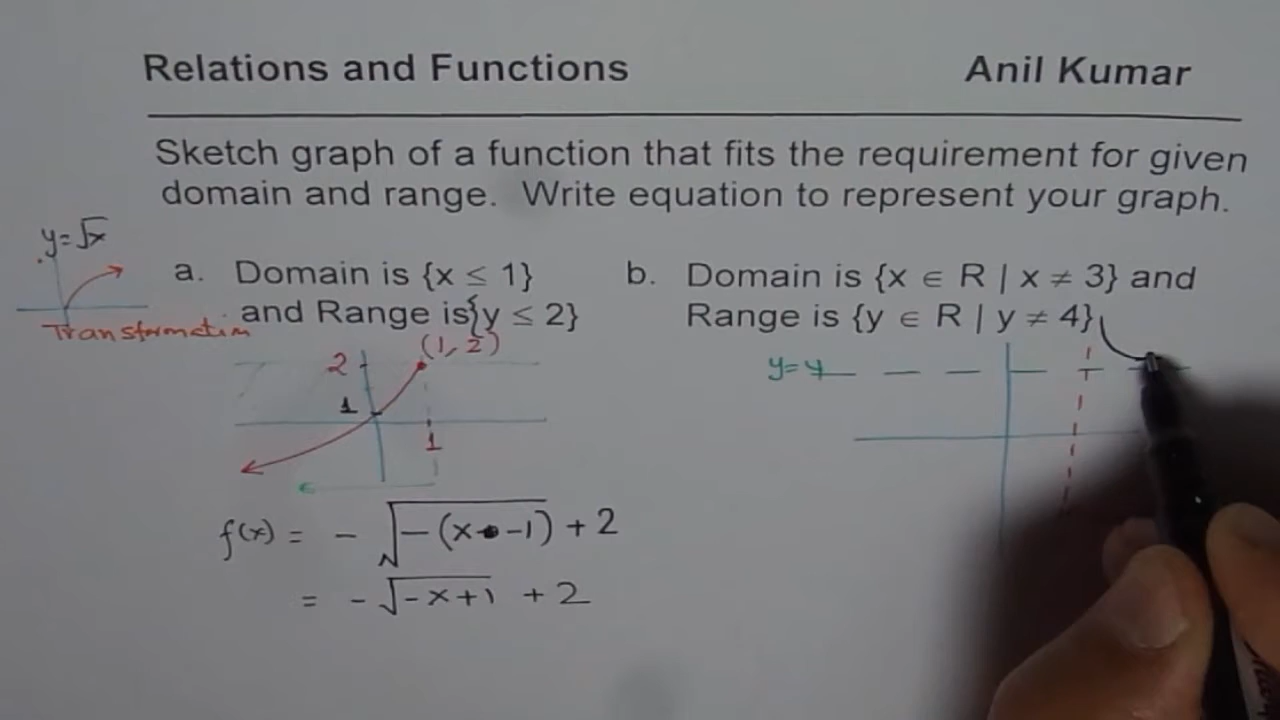 Relations and Functions Anil Kumar
Sketch graph of a function that fits the requirement for given
domain and range. Write equation to represent your graph.
y=√x
Transformation
a. Domain is {x ≤ 1}
and Range is{y ≤ 2}
(1, 2)
2
1
1
f(x) = - √-(x-1) + 2
= - √-x+1 + 2
b. Domain is {x ∈ R | x ≠ 3} and
Range is {y ∈ R | y ≠ 4}
y=4